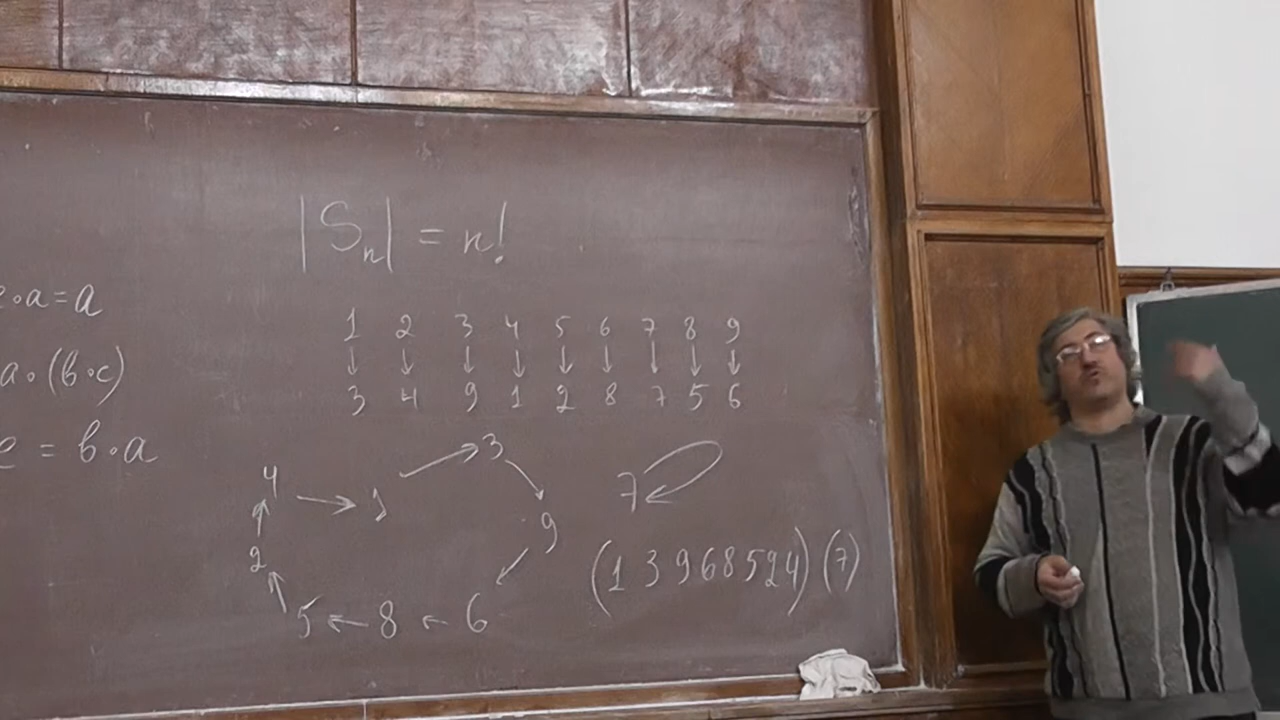 |Sₙ| = n!
e∘a=a
a∘(b∘c)
e = b∘a
1 2 3 4 5 6 7 8 9
↓ ↓ ↓ ↓ ↓ ↓ ↓ ↓ ↓
3 4 9 1 2 8 7 5 6
4 → 1 → 3 → 9 → 6 → 8 → 5 → 2 → 4
7
(1 3 9 6 8 5 2 4)(7)